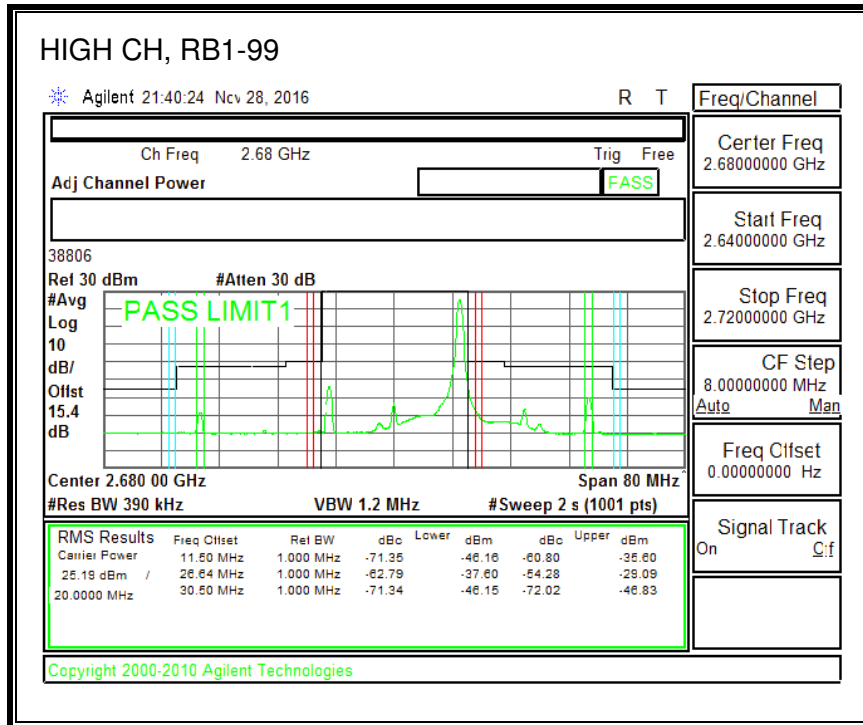 HIGH CH, RB1-99
Agilent 21:40:24 Nov 28, 2016 R T
Freq/Channel
Ch Freq 2.68 GHz Trig Free
Adj Channel Power PASS
Center Freq
2.68000000 GHz
Start Freq
2.64000000 GHz
Stop Freq
2.72000000 GHz
CF Step
8.00000000 MHz
Auto Man
Freq Offset
0.00000000 Hz
Signal Track
On Off
38806
Ref 30 dBm #Atten 30 dB
#Avg
Log
10
dB/
Offst
15.4
dB
PASS LIMIT1
Center 2.680 00 GHz Span 80 MHz
#Res BW 390 kHz VBW 1.2 MHz #Sweep 2 s (1001 pts)
RMS Results Freq Offset Ref BW dBc Lower dBm dBc Upper dBm
Carrier Power 11.50 MHz 1.000 MHz -71.35 -46.16 -60.80 -35.60
25.19 dBm / 26.64 MHz 1.000 MHz -62.79 -37.60 -54.28 -29.09
20.0000 MHz 30.50 MHz 1.000 MHz -71.34 -46.15 -72.02 -46.83
Copyright 2000-2010 Agilent Technologies